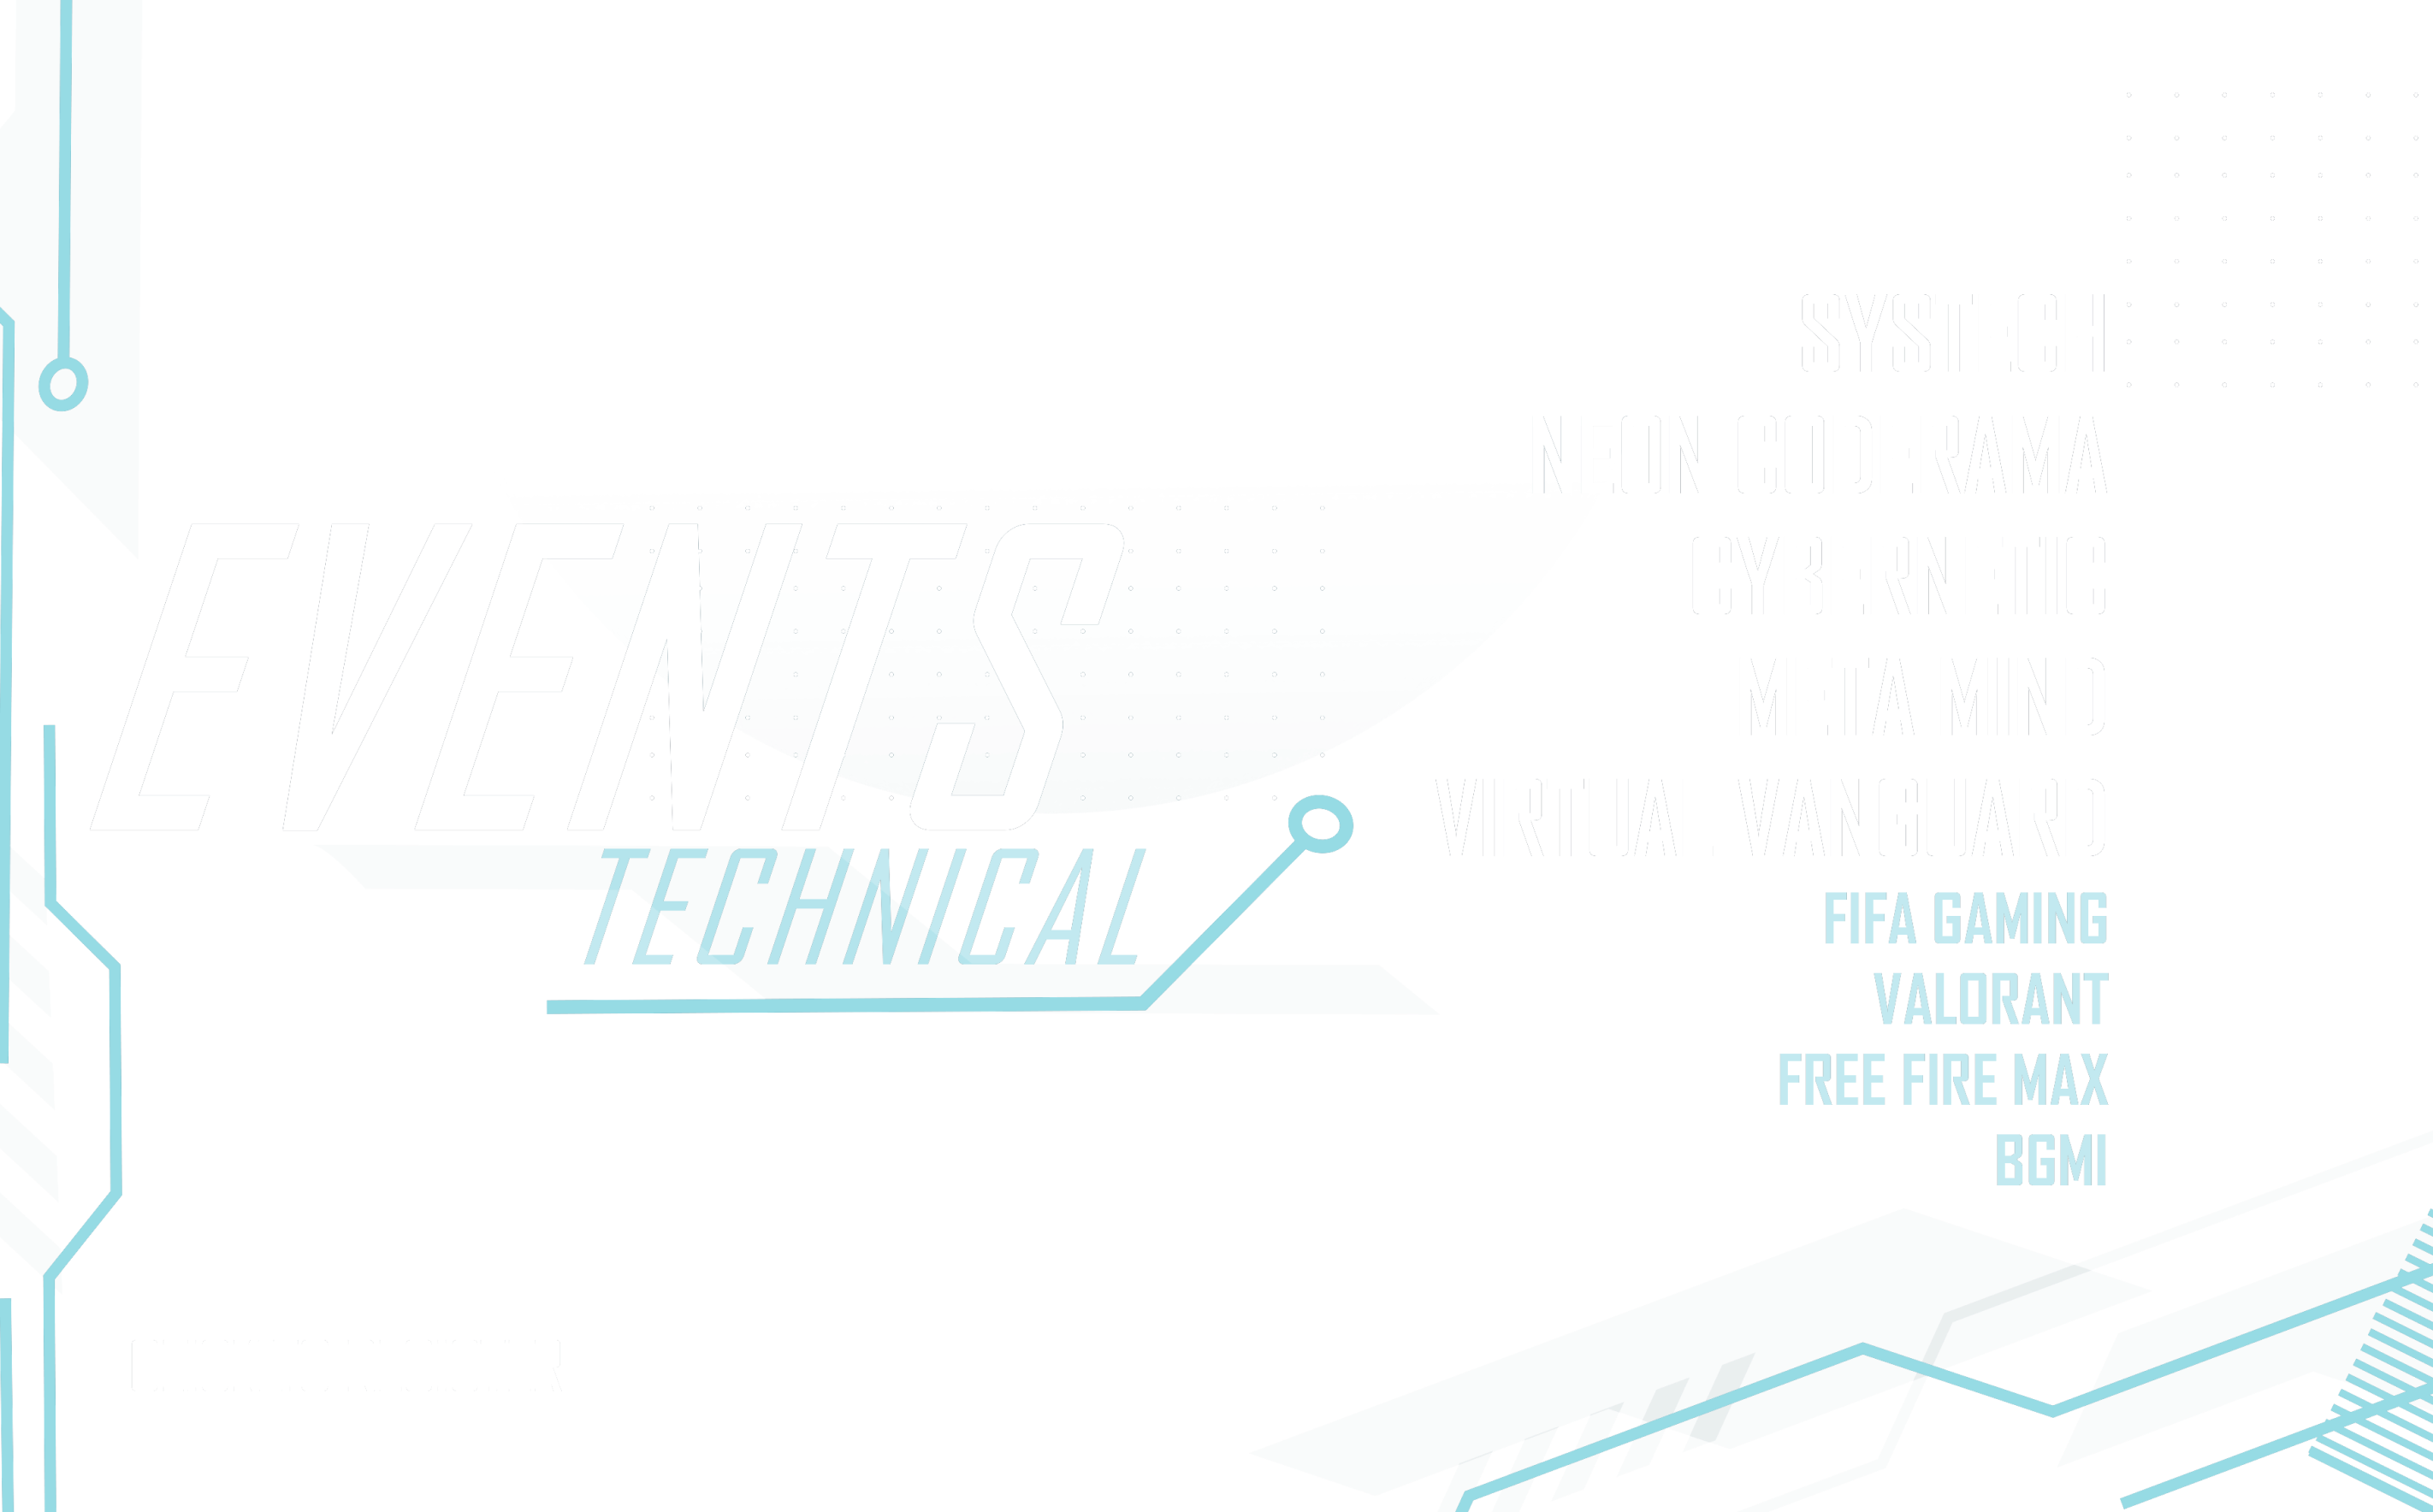 EVENTS
TECHNICAL
SYSTECH
NEON CODERAMA
CYBERNETIC
META MIND
VIRTUAL VANGUARD
FIFA GAMING
VALORANT
FREE FIRE MAX
BGMI